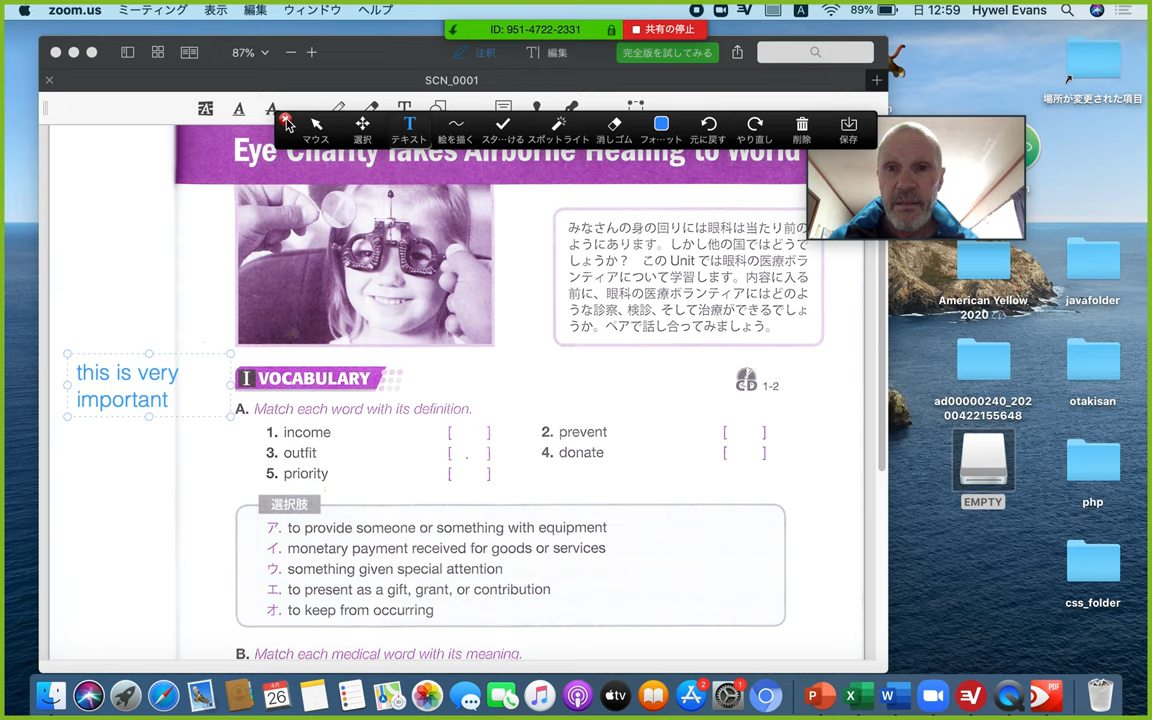 zoom.us ミーティング 表示 編集 ウィンドウ ヘルプ
89% 日 12:59 Hywel Evans
ID: 951-4722-2331 共有の停止
87% 注釈 編集 完全版を試してみる
SCN_0001
マウス 選択 テキスト 絵を描く スタ…ける スポットライト 消しゴム フォ…ット 元に戻す やり直し 削除 保存
Eye Charity Takes Airborne Healing to World
みなさんの身の回りには眼科は当たり前の
ようにあります。しかし他の国ではどうで
しょうか？ この Unit では眼科の医療ボラ
ンティアについて学習します。内容に入る
前に、眼科の医療ボランティアにはどのよ
うな診察、検診、そして治療ができるでしょ
うか。ペアで話し合ってみましょう。
this is very
important
I VOCABULARY
CD 1-2
A. Match each word with its definition.
1. income [ ] 2. prevent [ ]
3. outfit [ . ] 4. donate [ ]
5. priority [ ]
選択肢
ア. to provide someone or something with equipment
イ. monetary payment received for goods or services
ウ. something given special attention
エ. to present as a gift, grant, or contribution
オ. to keep from occurring
B. Match each medical word with its meaning.
場所が変更された項目
American Yellow
2020
javafolder
ad00000240_202
00422155648
otakisan
EMPTY
php
css_folder
4月
26
2
1
PDF